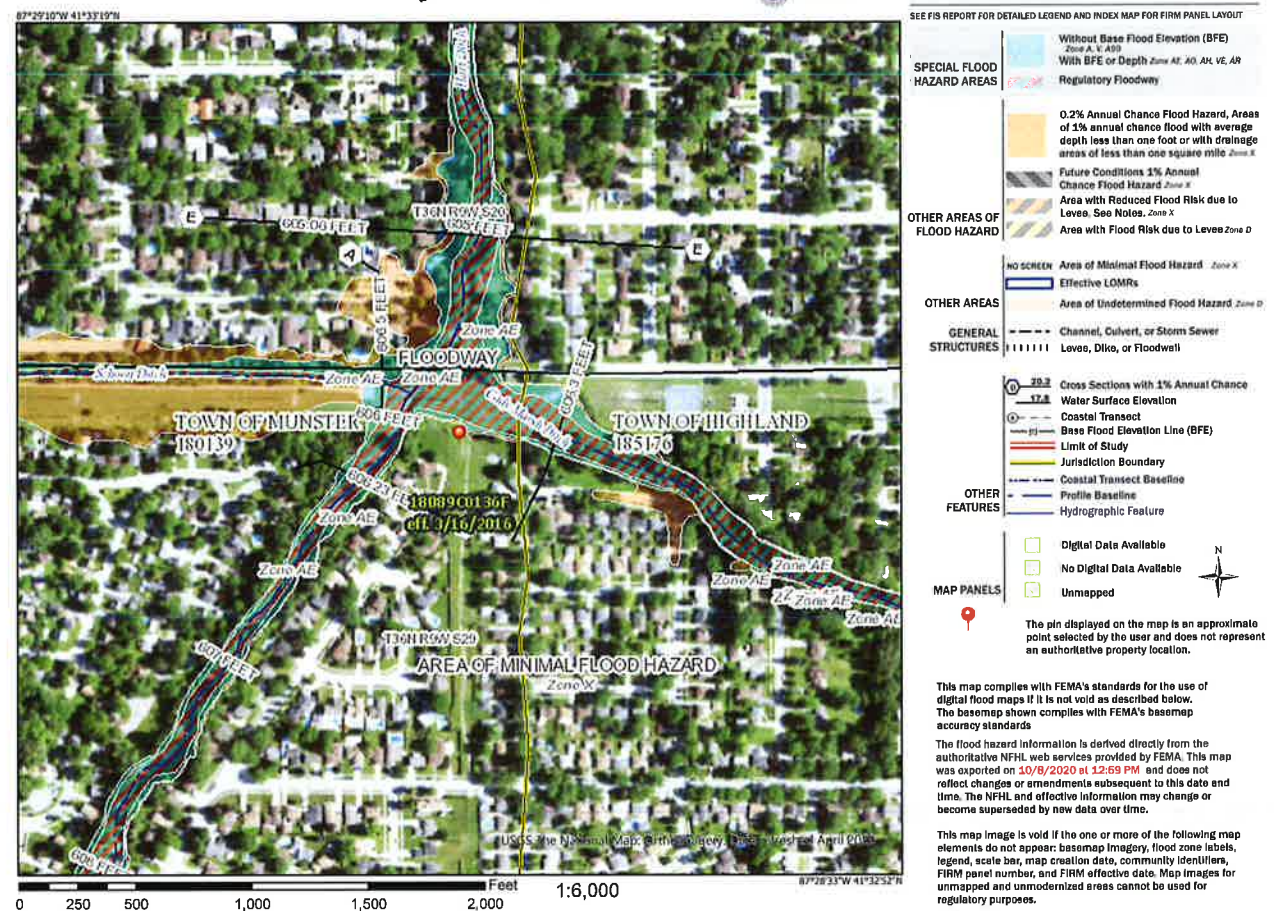 87°29'10"W 41°33'19"N
SEE FIS REPORT FOR DETAILED LEGEND AND INDEX MAP FOR FIRM PANEL LAYOUT
SPECIAL FLOOD
HAZARD AREAS
Without Base Flood Elevation (BFE)
Zone A, V, A99
With BFE or Depth Zone AE, AO, AH, VE, AR
Regulatory Floodway
0.2% Annual Chance Flood Hazard, Areas
of 1% annual chance flood with average
depth less than one foot or with drainage
areas of less than one square mile Zone X
Future Conditions 1% Annual
Chance Flood Hazard Zone X
Area with Reduced Flood Risk due to
Levee. See Notes. Zone X
Area with Flood Risk due to Levee Zone D
OTHER AREAS OF
FLOOD HAZARD
NO SCREEN Area of Minimal Flood Hazard Zone X
Effective LOMRs
Area of Undetermined Flood Hazard Zone D
OTHER AREAS
GENERAL
STRUCTURES
Channel, Culvert, or Storm Sewer
Levee, Dike, or Floodwall
20.2 Cross Sections with 1% Annual Chance
17.5 Water Surface Elevation
Coastal Transect
Base Flood Elevation Line (BFE)
Limit of Study
Jurisdiction Boundary
Coastal Transect Baseline
Profile Baseline
Hydrographic Feature
OTHER
FEATURES
Digital Data Available
No Digital Data Available
Unmapped
MAP PANELS
N
The pin displayed on the map is an approximate
point selected by the user and does not represent
an authoritative property location.
This map complies with FEMA's standards for the use of
digital flood maps if it is not void as described below.
The basemap shown complies with FEMA's basemap
accuracy standards
The flood hazard information is derived directly from the
authoritative NFHL web services provided by FEMA. This map
was exported on 10/8/2020 at 12:59 PM and does not
reflect changes or amendments subsequent to this date and
time. The NFHL and effective information may change or
become superseded by new data over time.
This map image is void if the one or more of the following map
elements do not appear: basemap imagery, flood zone labels,
legend, scale bar, map creation date, community identifiers,
FIRM panel number, and FIRM effective date. Map images for
unmapped and unmodernized areas cannot be used for
regulatory purposes.
T36N R9W S20
605 FEET
E
605.06 FEET
E
A
606.5 FEET
Zone AE
FLOODWAY
605.3 FEET
School Ditch
Zone AE
Zone AE
606 FEET
TOWN OF MUNSTER
180139
TOWN OF HIGHLAND
185176
606.23
18089C0136F
eff. 3/16/2016
Zone AE
Zone AE
Zone AE
Zone AE
Zone AE
607 FEET
T36N R9W S29
AREA OF MINIMAL FLOOD HAZARD
Zone X
608 FEET
USGS The National Map:
87°28'33"W 41°32'52"N
Feet
1:6,000
0 250 500 1,000 1,500 2,000